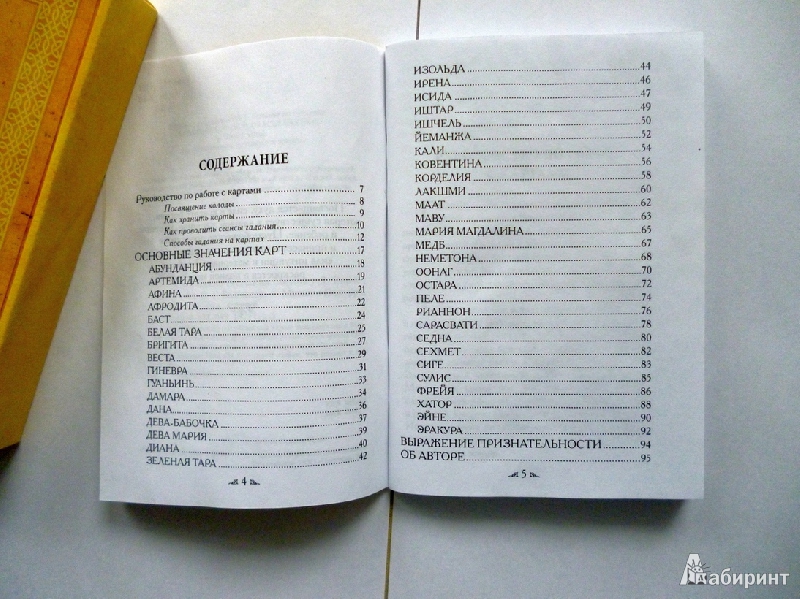 СОДЕРЖАНИЕ
Руководство по работе с картами 7
Посвящение колоды 8
Как хранить карты 9
Как проводить сеансы гадания 10
Способы гадания на картах 12
ОСНОВНЫЕ ЗНАЧЕНИЯ КАРТ 17
АБУНДАНЦИЯ 18
АРТЕМИДА 19
АФИНА 21
АФРОДИТА 22
БАСТ 24
БЕЛАЯ ТАРА 25
БРИГИТА 27
ВЕСТА 29
ГИНЕВРА 31
ГУАНЬИНЬ 33
ДАМАРА 34
ДАНА 36
ДЕВА-БАБОЧКА 37
ДЕВА МАРИЯ 39
ДИАНА 40
ЗЕЛЕНАЯ ТАРА 42
4
ИЗОЛЬДА 44
ИРЕНА 46
ИСИДА 47
ИШТАР 49
ИШЧЕЛЬ 50
ЙЕМАНЖА 52
КАЛИ 54
КОВЕНТИНА 56
КОРДЕЛИЯ 58
ЛАКШМИ 60
МААТ 62
МАВУ 63
МАРИЯ МАГДАЛИНА 65
МЕДБ 67
НЕМЕТОНА 68
ООНАГ 70
ОСТАРА 72
ПЕЛЕ 74
РИАННОН 76
САРАСВАТИ 78
СЕДНА 80
СЕХМЕТ 82
СИГЕ 83
СУЛИС 85
ФРЕЙЯ 86
ХАТОР 88
ЭЙНЕ 90
ЭРАКУРА 92
ВЫРАЖЕНИЕ ПРИЗНАТЕЛЬНОСТИ 94
ОБ АВТОРЕ 95
5
Лабиринт